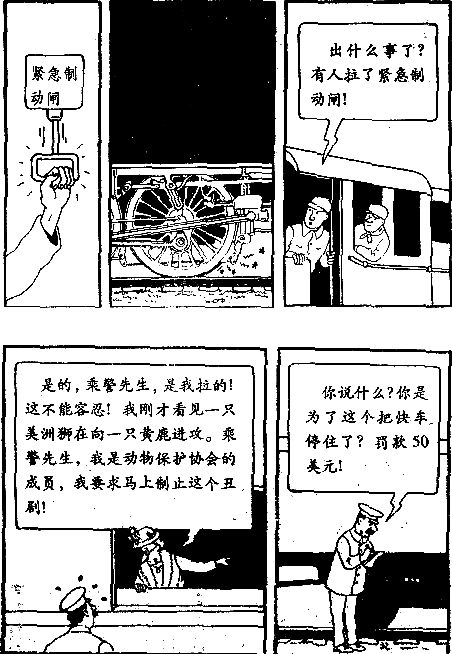 紧急制
动闸
出什么事了？
有人拉了紧急制
动闸！
是的，乘警先生，是我拉的！
这不能容忍！我刚才看见一只
美洲狮在向一只黄鹿进攻。乘
警先生，我是动物保护协会的
成员，我要求马上制止这个丑
剧！
你说什么？你是
为了这个把快车
停住了？罚款 50
美元！